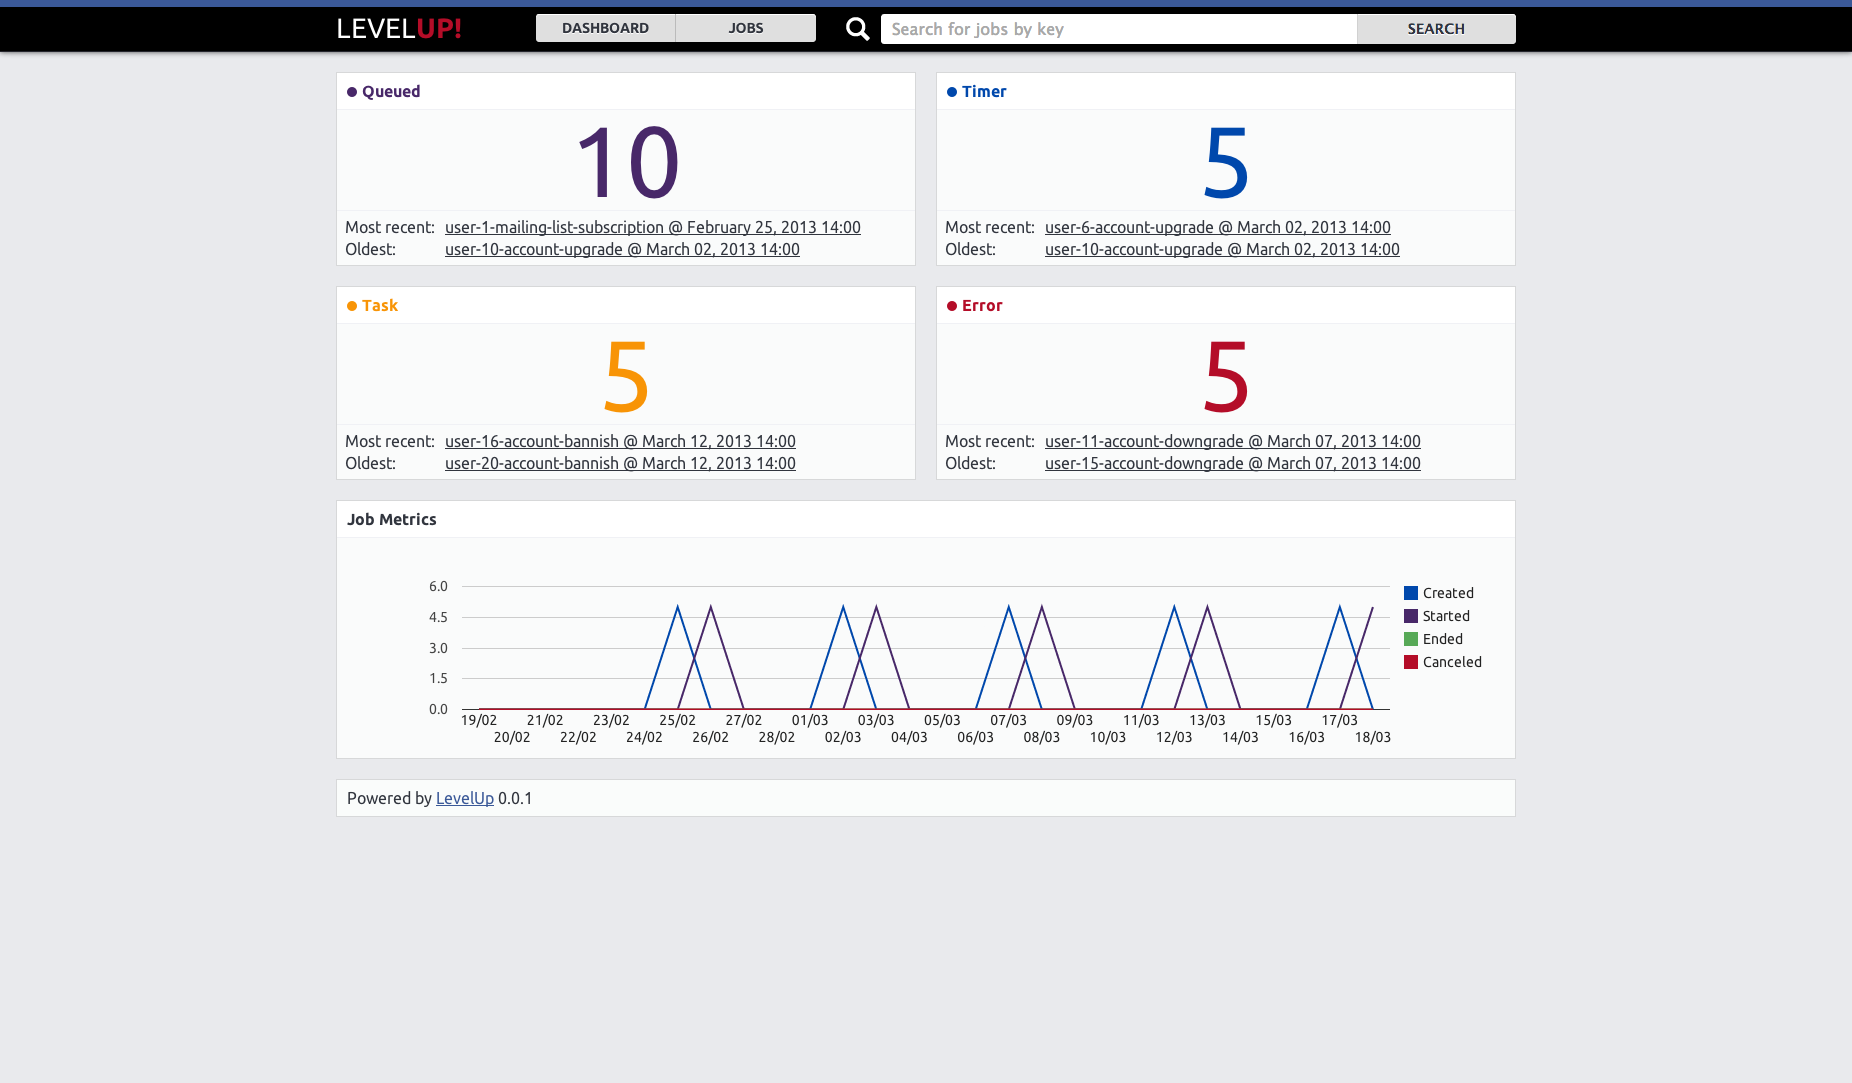 LEVELUP!
DASHBOARD
JOBS
Search for jobs by key
SEARCH
Queued
10
Most recent: user-1-mailing-list-subscription @ February 25, 2013 14:00
Oldest: user-10-account-upgrade @ March 02, 2013 14:00
Timer
5
Most recent: user-6-account-upgrade @ March 02, 2013 14:00
Oldest: user-10-account-upgrade @ March 02, 2013 14:00
Task
5
Most recent: user-16-account-bannish @ March 12, 2013 14:00
Oldest: user-20-account-bannish @ March 12, 2013 14:00
Error
5
Most recent: user-11-account-downgrade @ March 07, 2013 14:00
Oldest: user-15-account-downgrade @ March 07, 2013 14:00
Job Metrics
6.0
4.5
3.0
1.5
0.0
19/02 21/02 23/02 25/02 27/02 01/03 03/03 05/03 07/03 09/03 11/03 13/03 15/03 17/03
20/02 22/02 24/02 26/02 28/02 02/03 04/03 06/03 08/03 10/03 12/03 14/03 16/03 18/03
Created
Started
Ended
Canceled
Powered by LevelUp 0.0.1